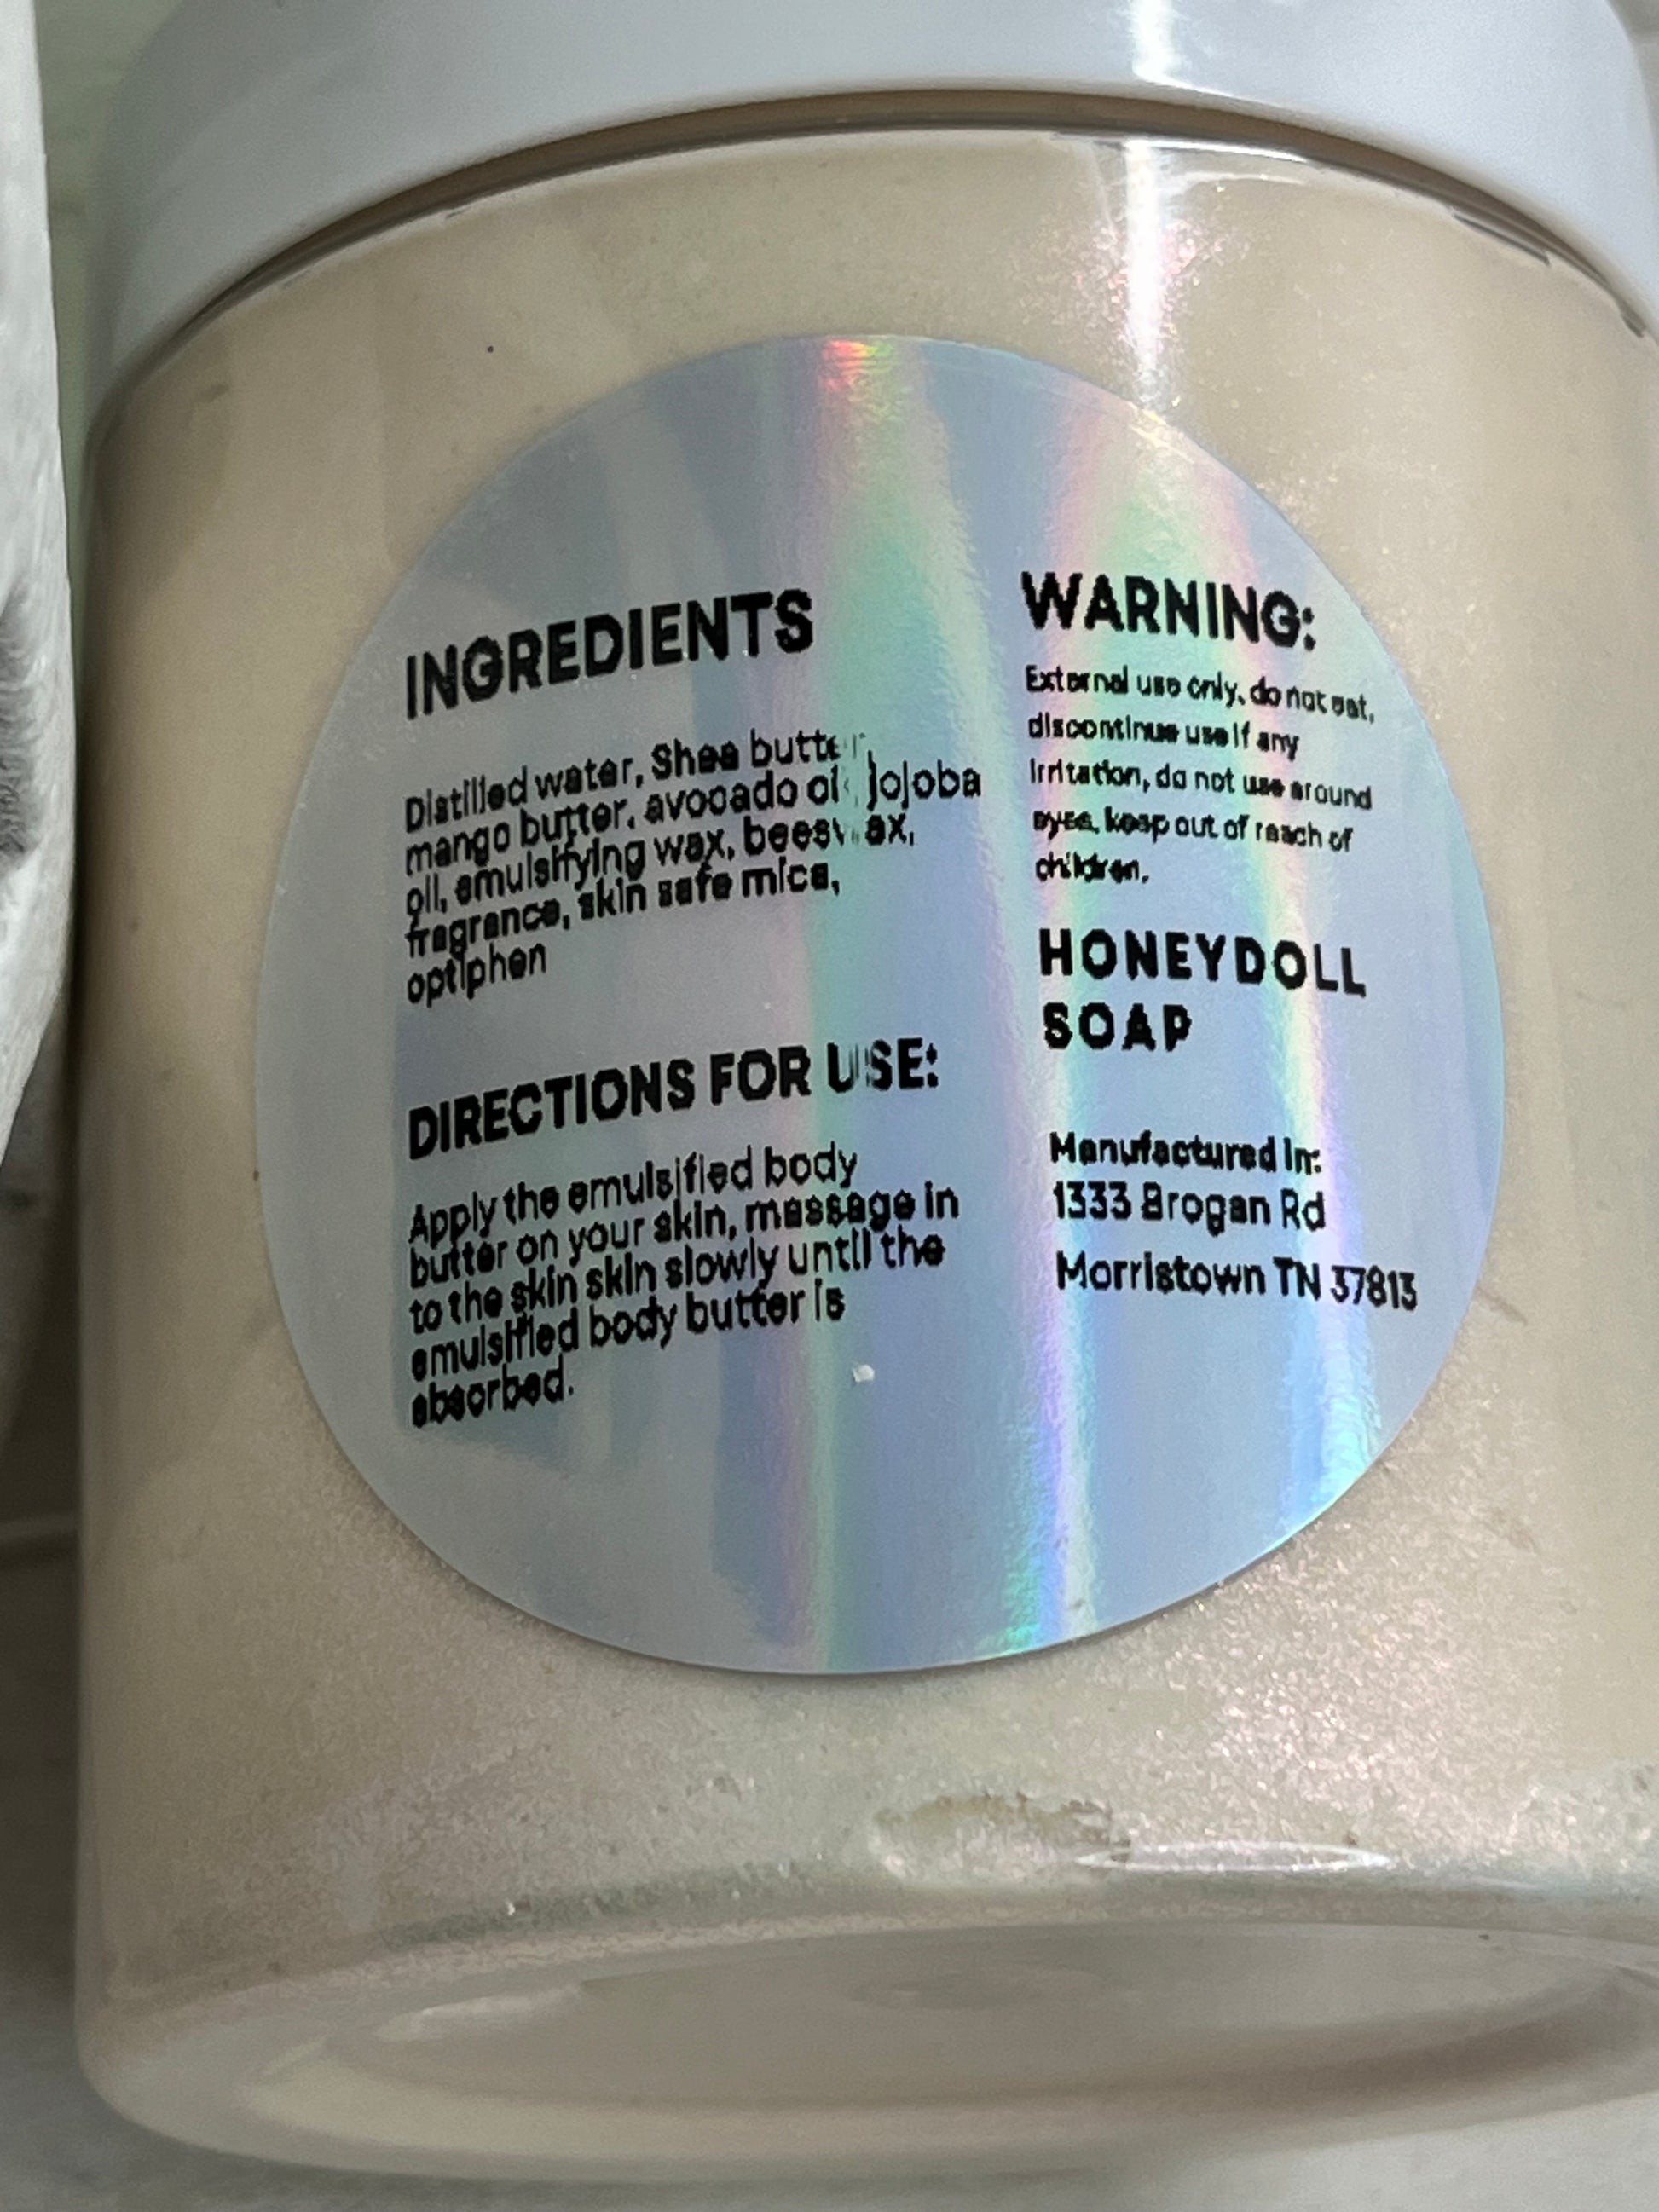 INGREDIENTS
Distilled water, Shea butter,
mango butter, avocado oil, jojoba
oil, emulsifying wax, beeswax,
fragrance, skin safe mica,
optiphen
DIRECTIONS FOR USE:
Apply the emulsified body
butter on your skin, massage in
to the skin skin slowly until the
emulsified body butter is
absorbed.
WARNING:
External use only, do not eat,
discontinue use if any
irritation, do not use around
eyes, keep out of reach of
children.
HONEYDOLL
SOAP
Manufactured in:
1333 Brogan Rd
Morristown TN 37813